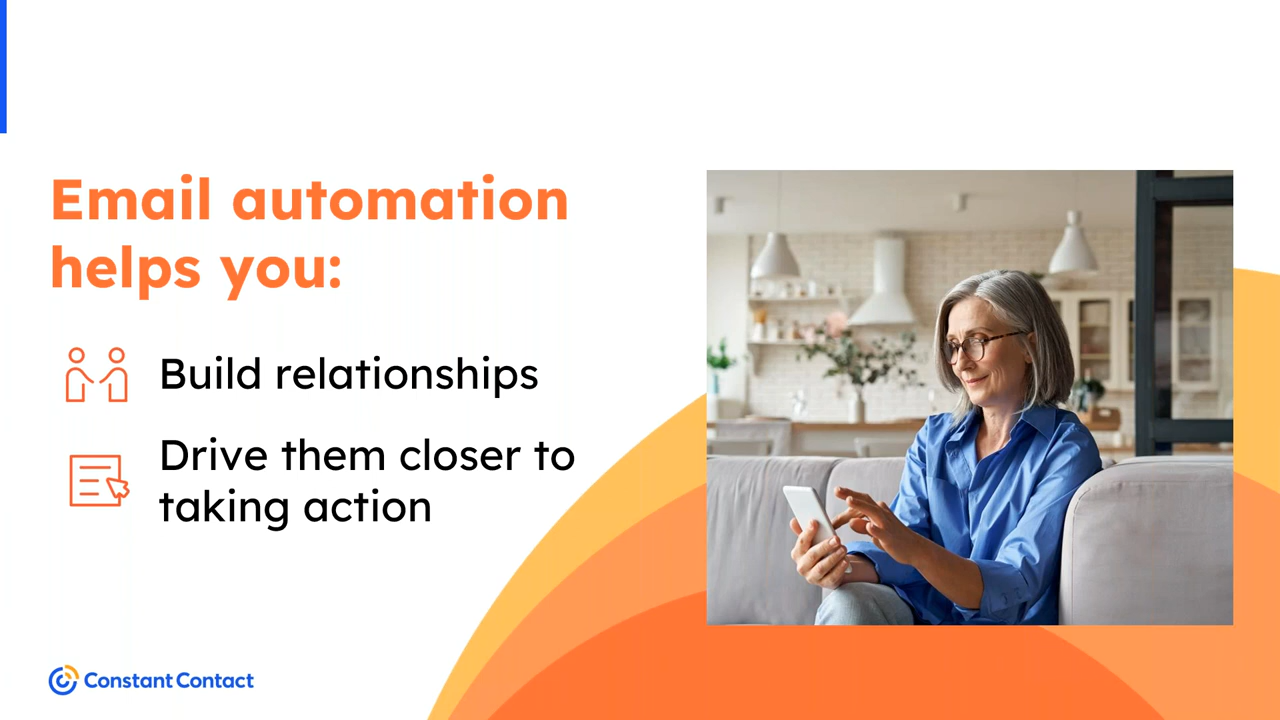 Email automation
helps you:
Build relationships
Drive them closer to
taking action
Constant Contact